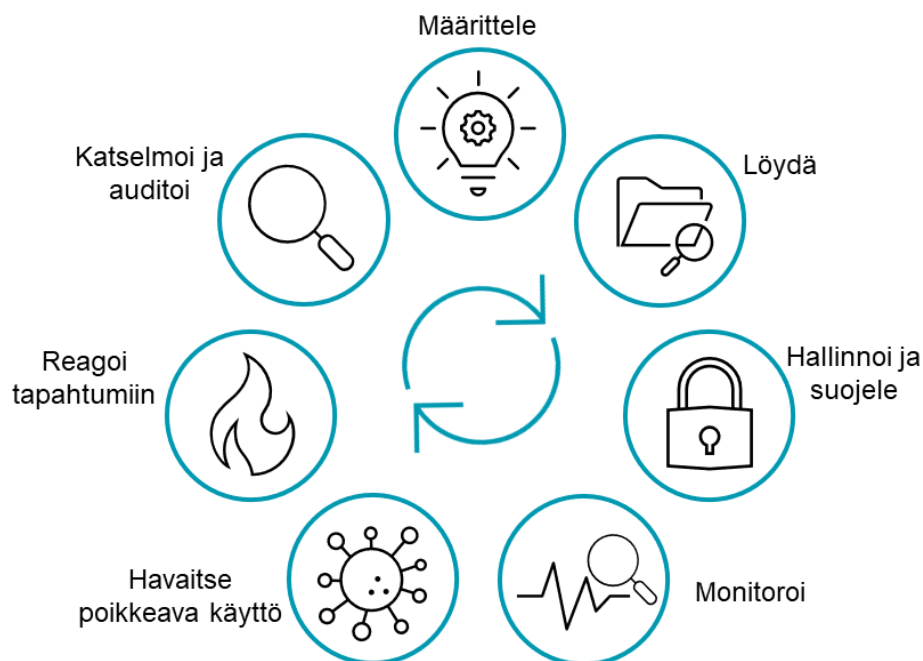 Määrittele
Löydä
Hallinnoi ja
suojele
Monitoroi
Havaitse
poikkeava käyttö
Reagoi
tapahtumiin
Katselmoi ja
auditoi